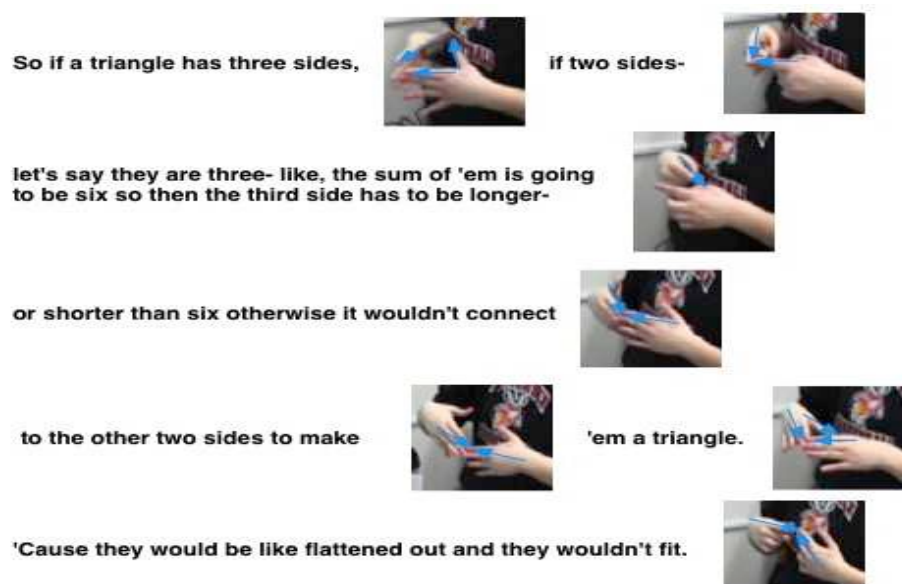 So if a triangle has three sides, if two sides-
let's say they are three- like, the sum of 'em is going
to be six so then the third side has to be longer-
or shorter than six otherwise it wouldn't connect
to the other two sides to make 'em a triangle.
'Cause they would be like flattened out and they wouldn't fit.